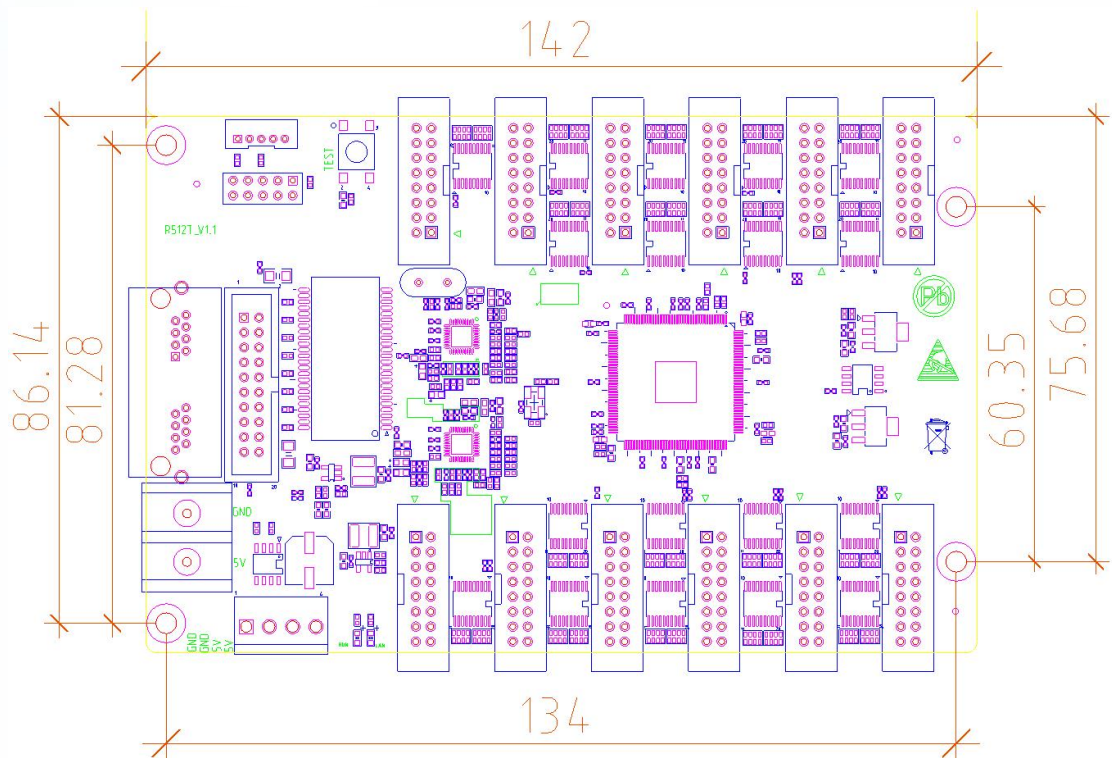 142
TEST
R512T_V1.1
Pb
86.14
81.28
60.35
75.68
GND
5V
GND
GND
5V
5V
134